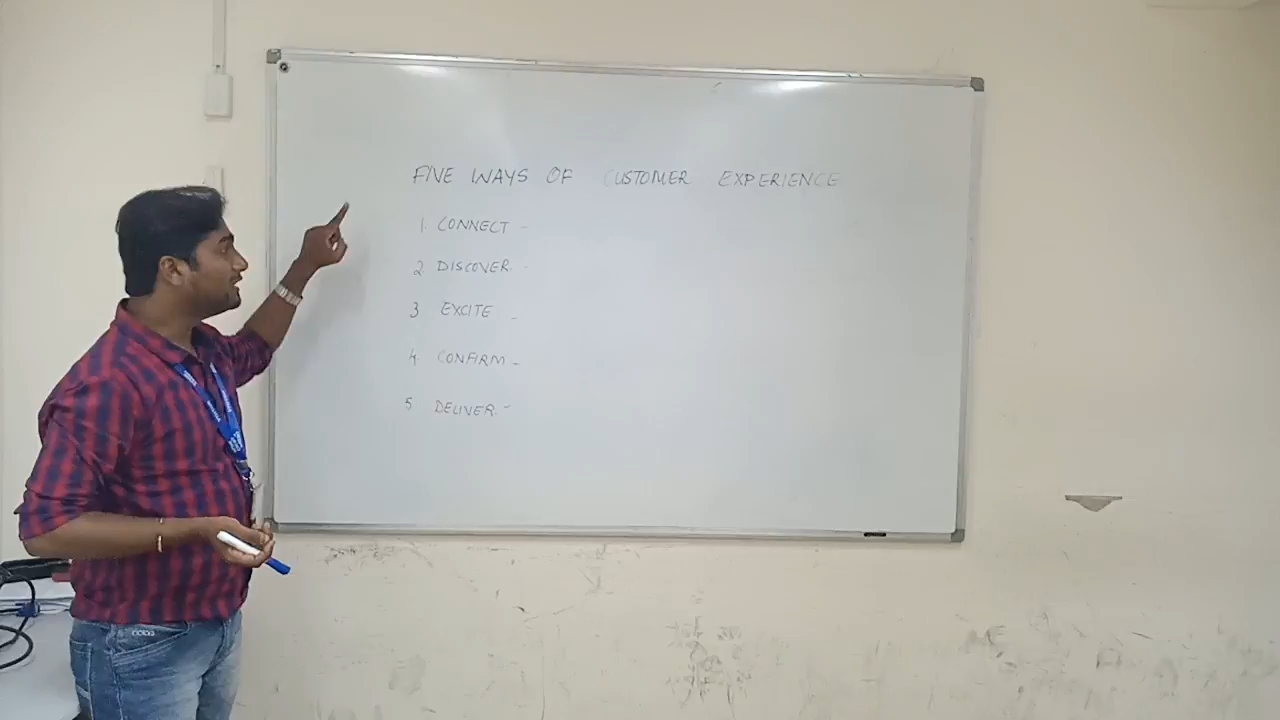 FIVE WAYS OF CUSTOMER EXPERIENCE
1. CONNECT -
2 DISCOVER. -
3 EXCITE -
4. CONFIRM -
5 DELIVER. -